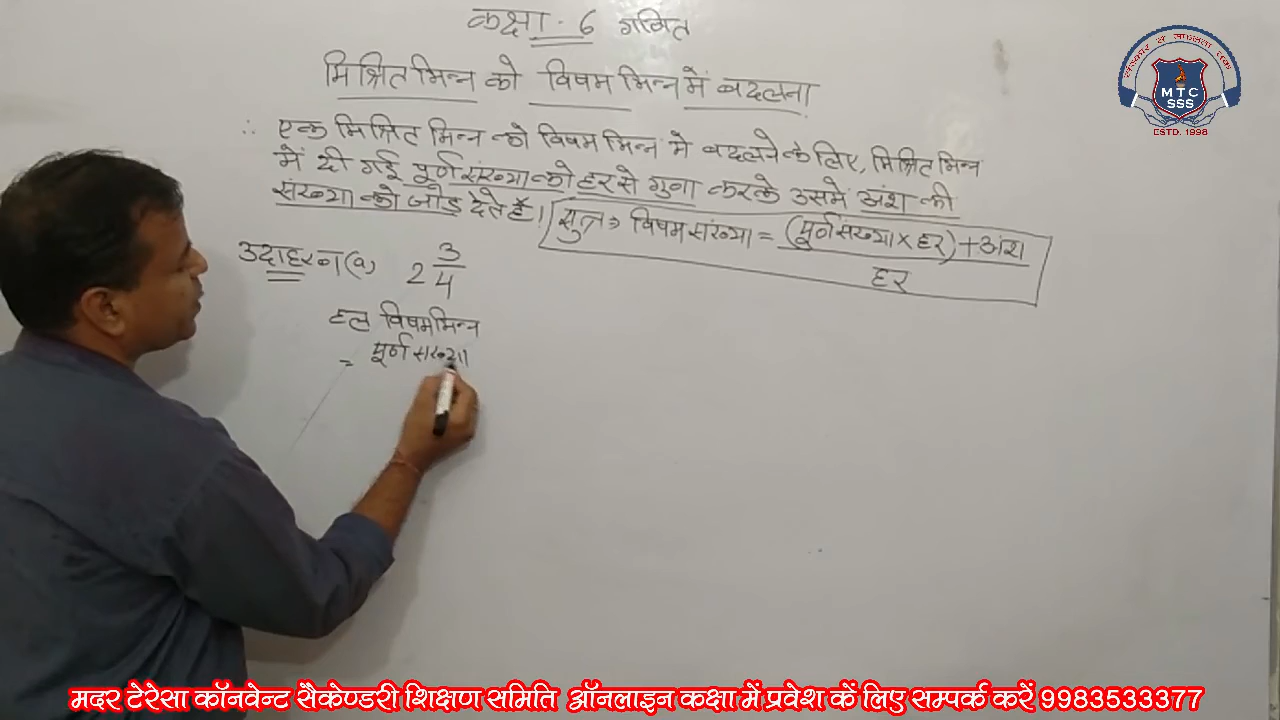 कक्षा - 6 गणित
मिश्रित भिन्न को विषम भिन्न में बदलना
∴ एक मिश्रित भिन्न को विषम भिन्न में बदलने के लिए, मिश्रित भिन्न
में दी गई पूर्ण संख्या को हर से गुना करके उसमें अंश की
संख्या को जोड़ देते हैं।
सुत्र ⇒ विषम संख्या = (पूर्ण संख्या × हर) + अंश
हर
उदाहरण (a) 2 3/4
हल विषम भिन्न
= पूर्ण संख्या
संस्कार से सफलता तक
MTC
SSS
ESTD. 1998
मदर टेरेसा कॉनवेन्ट सैकेण्डरी शिक्षण समिति ऑनलाइन कक्षा में प्रवेश कें लिए सम्पर्क करें 9983533377